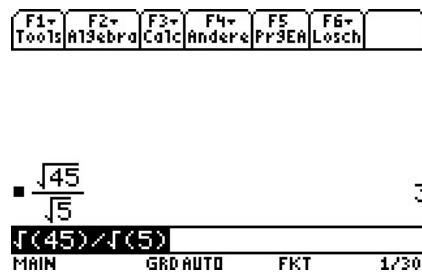 F1 F2 F3 F4 F5 F6
Tools Algebra Calc Andere PrgEA Lösch
√45
√5
3
√(45)/√(5)
MAIN GRD AUTO FKT 1/30